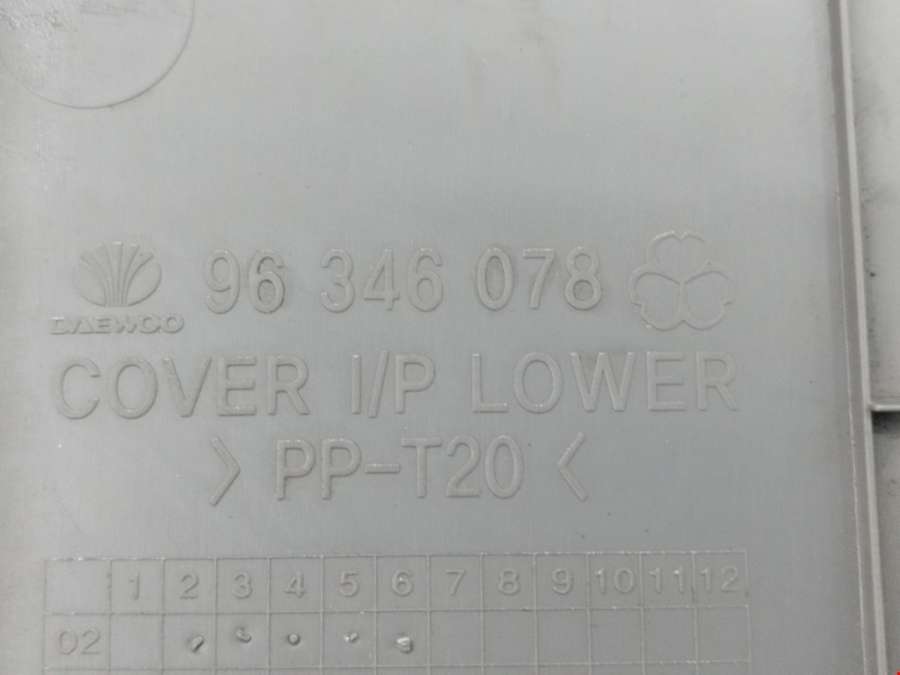 DAEWOO 96 346 078
COVER I/P LOWER
> PP-T20 <
1 2 3 4 5 6 7 8 9 10 11 12
02